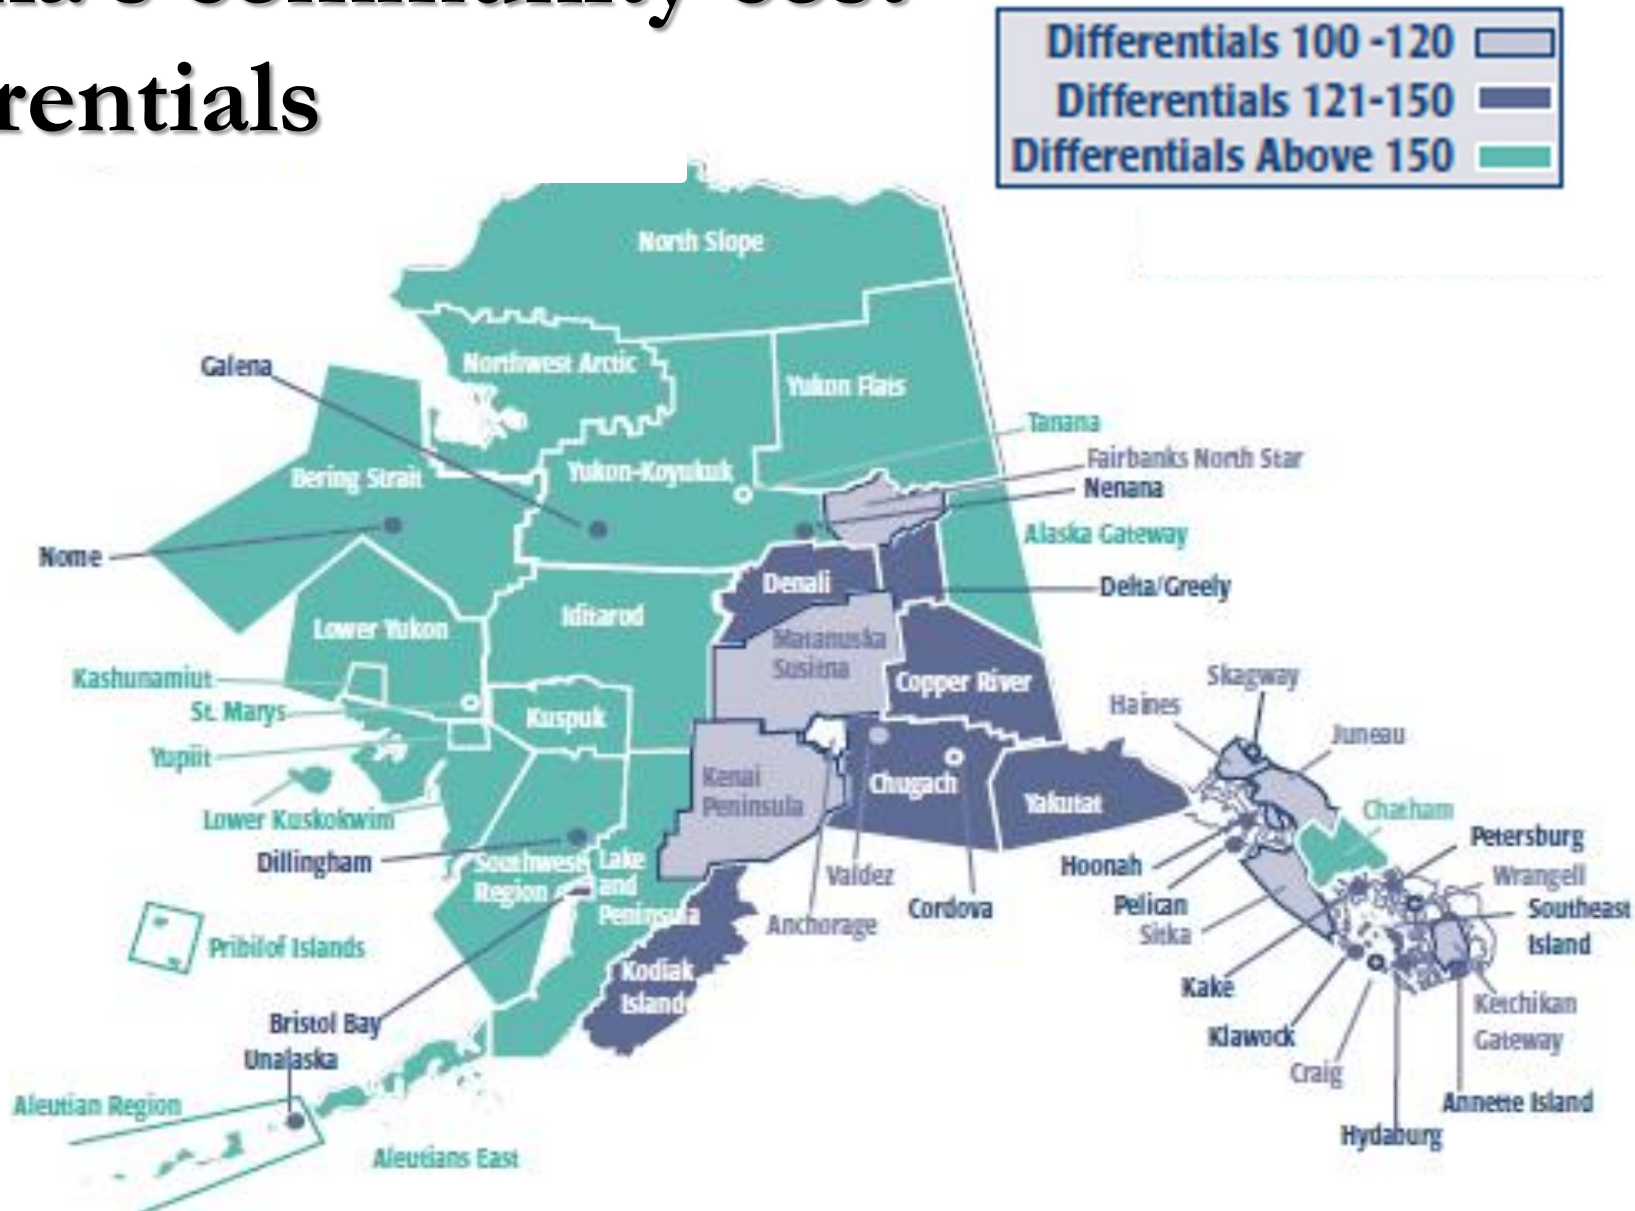 community cost
rentials
Differentials 100 -120
Differentials 121-150
Differentials Above 150
North Slope
Northwest Arctic
Galena
Yukon Flats
Tanana
Fairbanks North Star
Nenana
Bering Strait
Yukon-Koyukuk
Alaska Gateway
Nome
Denali
Delta/Greely
Lower Yukon
Iditarod
Matanuska
Susitna
Kashunamiut
Copper River
Skagway
Haines
St. Marys
Kuspuk
Juneau
Yupiit
Kenai
Peninsula
Chugach
Yakutat
Lower Kuskokwim
Chatham
Petersburg
Dillingham
Southwest
Region
Lake
and
Peninsula
Valdez
Hoonah
Wrangell
Anchorage
Cordova
Pelican
Sitka
Southeast
Island
Pribilof Islands
Kodiak
Island
Kake
Ketchikan
Gateway
Bristol Bay
Klawock
Unalaska
Craig
Aleutian Region
Annette Island
Hydaburg
Aleutians East